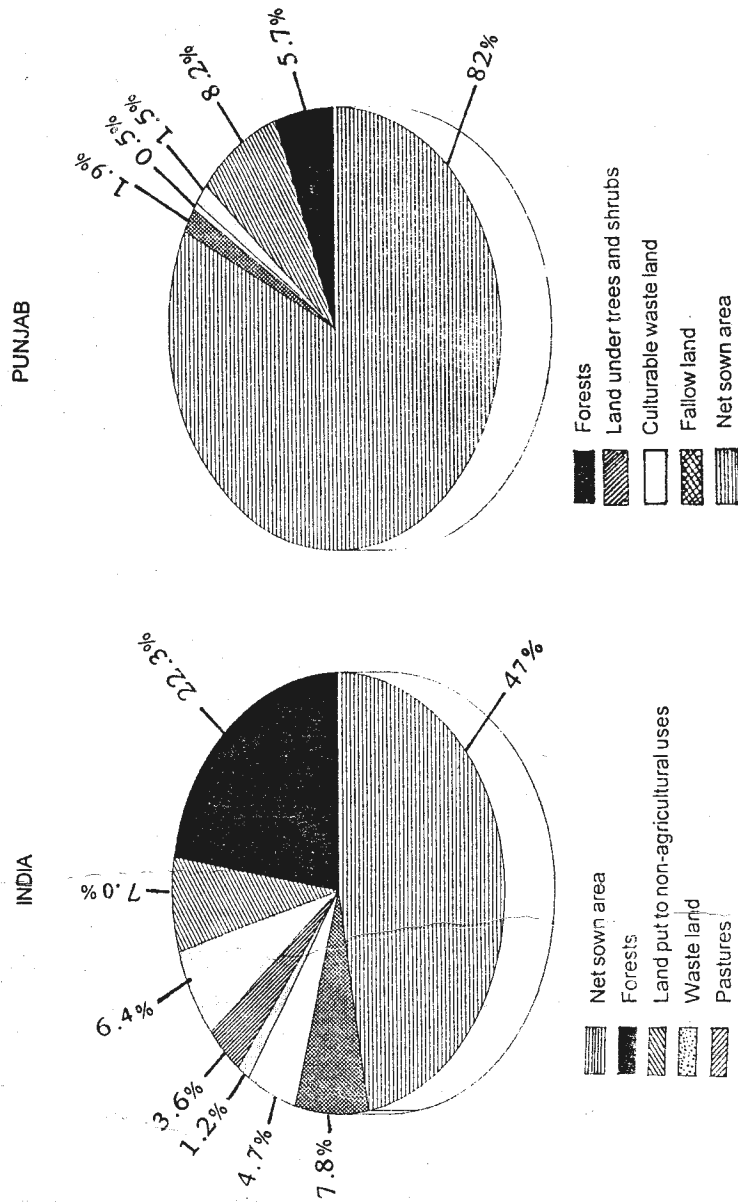 INDIA
22.3%
7.0%
6.4%
3.6%
1.2%
4.7%
7.8%
47%
Net sown area
Forests
Land put to non-agricultural uses
Waste land
Pastures
PUNJAB
1.9%
0.5%
1.5%
8.2%
5.7%
82%
Forests
Land under trees and shrubs
Culturable waste land
Fallow land
Net sown area